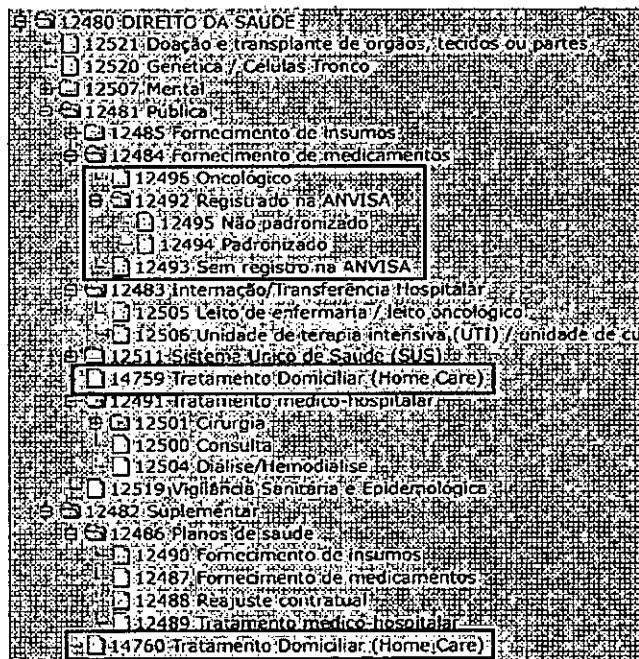 12480 DIREITO DA SAÚDE
12521 Doação e transplante de órgãos, tecidos ou partes
12520 Genética / Células Tronco
12507 Mental
12481 Pública
12485 Fornecimento de Insumos
12484 Fornecimento de medicamentos
12496 Oncológico
12492 Registrado na ANVISA
12495 Não padronizado
12494 Padronizado
12493 Sem registro na ANVISA
12483 Internação/Transferência Hospitalar
12505 Leito de enfermaria / leito oncológico
12506 Unidade de terapia intensiva (UTI) / unidade de cu
12511 Sistema Único de Saúde (SUS)
14759 Tratamento Domiciliar (Home Care)
12491 Tratamento médico-hospitalar
12501 Cirurgia
12500 Consulta
12504 Diálise/Hemodiálise
12519 Vigilância Sanitária e Epidemológica
12482 Suplementar
12486 Planos de saúde
12490 Fornecimento de insumos
12487 Fornecimento de medicamentos
12488 Reajuste contratual
12489 Tratamento médico-hospitalar
14760 Tratamento Domiciliar (Home Care)